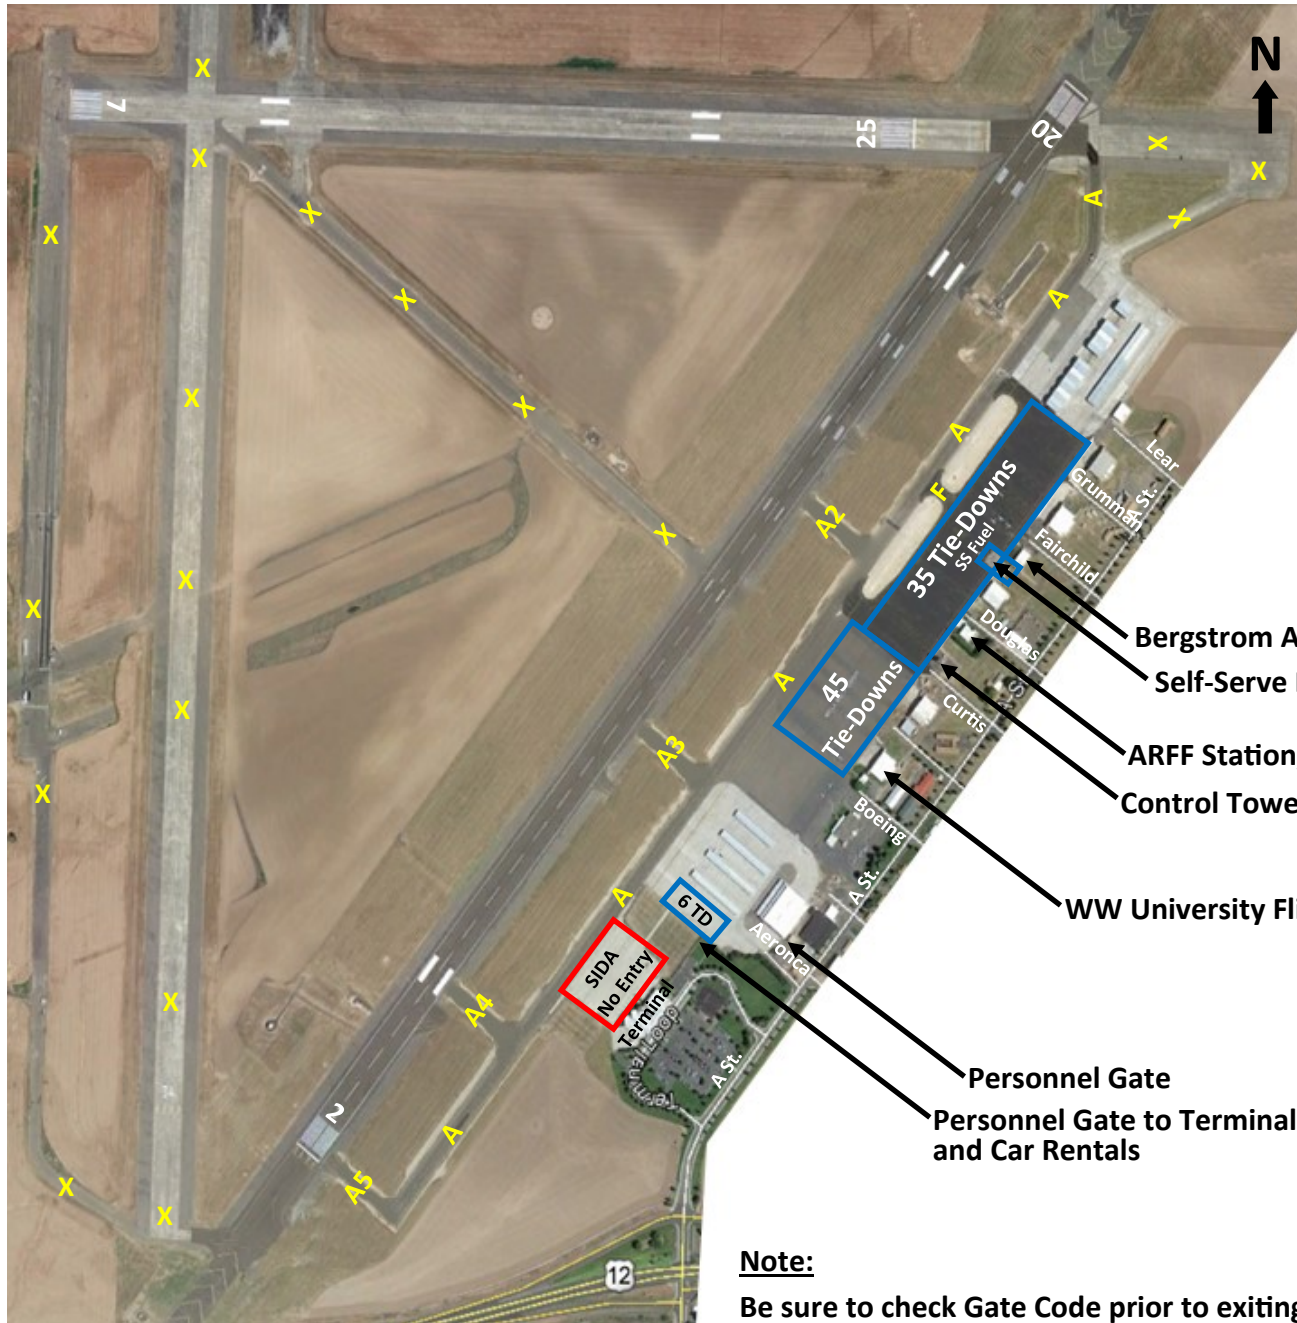 N
X
7
25
20
X
X
X
A
X
X
X
X
A
X
X
X
A
Lear
Grumman
A St.
F
35 Tie-Downs
SS Fuel
A2
X
Fairchild
X
X
Douglas
Bergstrom A
Self-Serve
A
45
Tie-Downs
X
Curtis
A3
ARFF Station
Control Towe
X
Boeing
A St.
A
6 TD
WW University Fli
Aeronca
SIDA
No Entry
Terminal
Terminal Loop
X
A4
A St.
Personnel Gate
Personnel Gate to Terminal
and Car Rentals
2
A
A5
X
X
12
Note:
Be sure to check Gate Code prior to exiting